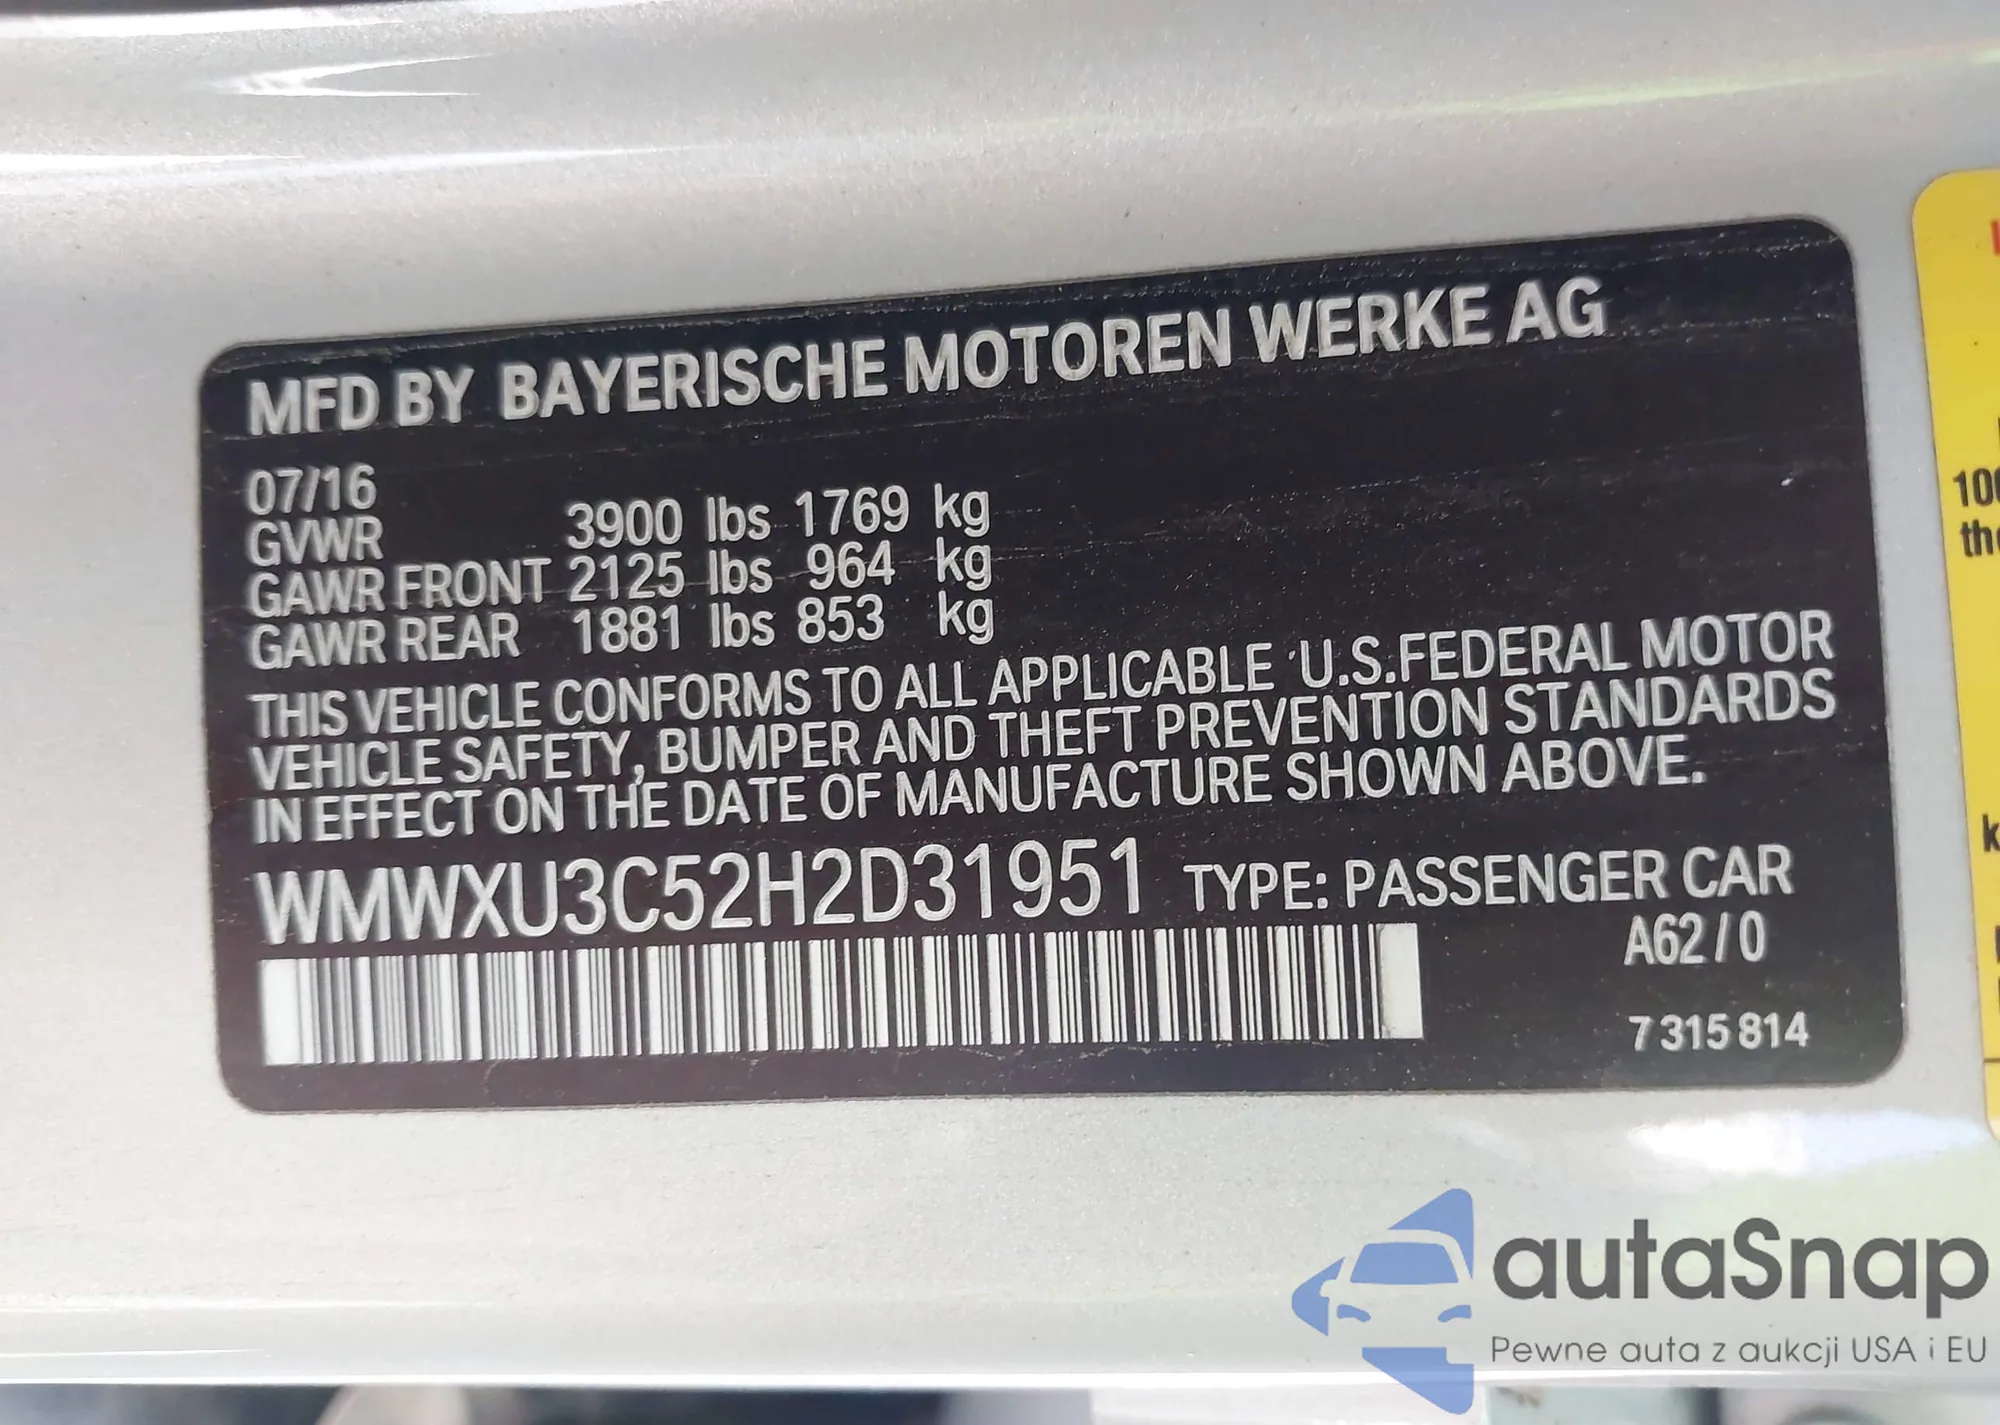 MFD BY BAYERISCHE MOTOREN WERKE AG
07/16
GVWR 3900 lbs 1769 kg
GAWR FRONT 2125 lbs 964 kg
GAWR REAR 1881 lbs 853 kg
THIS VEHICLE CONFORMS TO ALL APPLICABLE U.S.FEDERAL MOTOR
VEHICLE SAFETY, BUMPER AND THEFT PREVENTION STANDARDS
IN EFFECT ON THE DATE OF MANUFACTURE SHOWN ABOVE.
WMWXU3C52H2D31951 TYPE: PASSENGER CAR
A62/0
7 315 814
autaSnap
Pewne auta z aukcji USA i EU